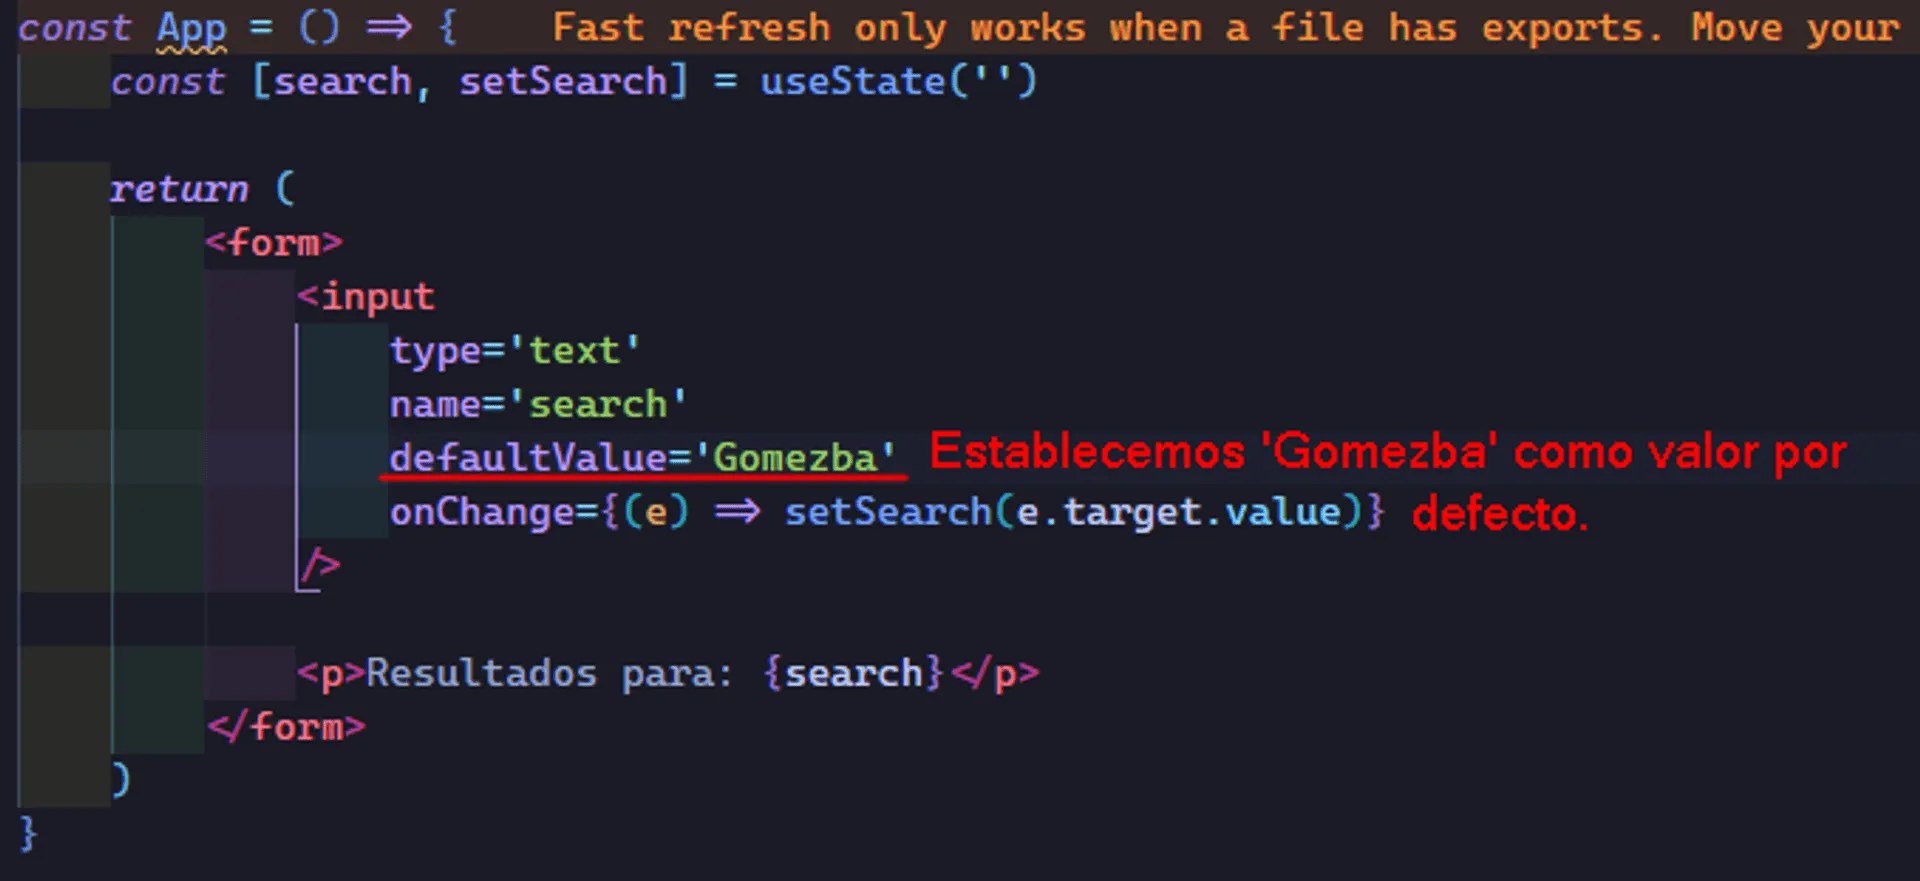 const App = () => {    Fast refresh only works when a file has exports. Move your
const [search, setSearch] = useState('')
return (
<form>
<input
type='text'
name='search'
defaultValue='Gomezba' Establecemos 'Gomezba' como valor por
onChange={(e) => setSearch(e.target.value)} defecto.
/>
<p>Resultados para: {search}</p>
</form>
)
}